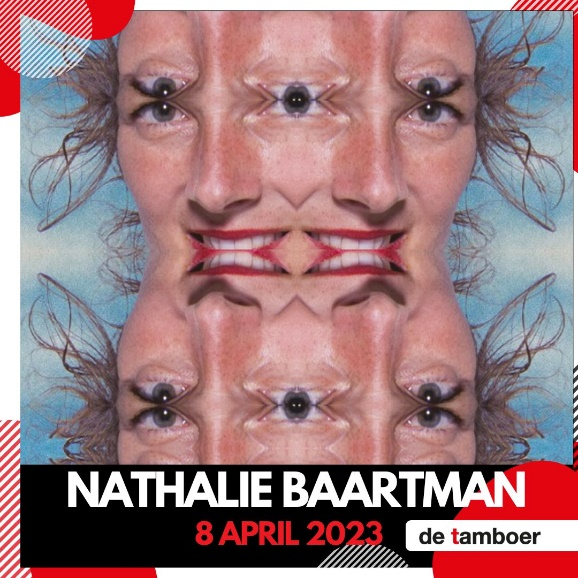 NATHALIE BAARTMAN
8 APRIL 2023
de tamboer